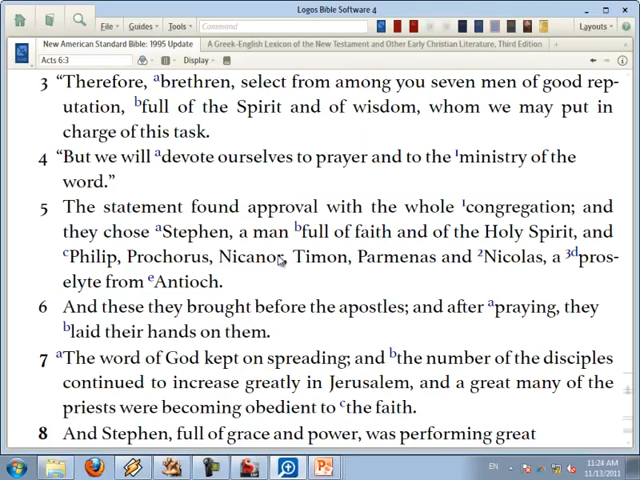 Logos Bible Software 4
File Guides Tools Command Layouts
New American Standard Bible: 1995 Update A Greek-English Lexicon of the New Testament and Other Early Christian Literature, Third Edition
Acts 6:3 Display
3 “Therefore, abrethren, select from among you seven men of good rep-
utation, bfull of the Spirit and of wisdom, whom we may put in
charge of this task.
4 “But we will adevote ourselves to prayer and to the 1ministry of the
word.”
5 The statement found approval with the whole 1congregation; and
they chose aStephen, a man bfull of faith and of the Holy Spirit, and
cPhilip, Prochorus, Nicanor, Timon, Parmenas and 2Nicolas, a 3dpros-
elyte from eAntioch.
6 And these they brought before the apostles; and after apraying, they
blaid their hands on them.
7 aThe word of God kept on spreading; and bthe number of the disciples
continued to increase greatly in Jerusalem, and a great many of the
priests were becoming obedient to cthe faith.
8 And Stephen, full of grace and power, was performing great
EN 11:24 AM
11/13/2011